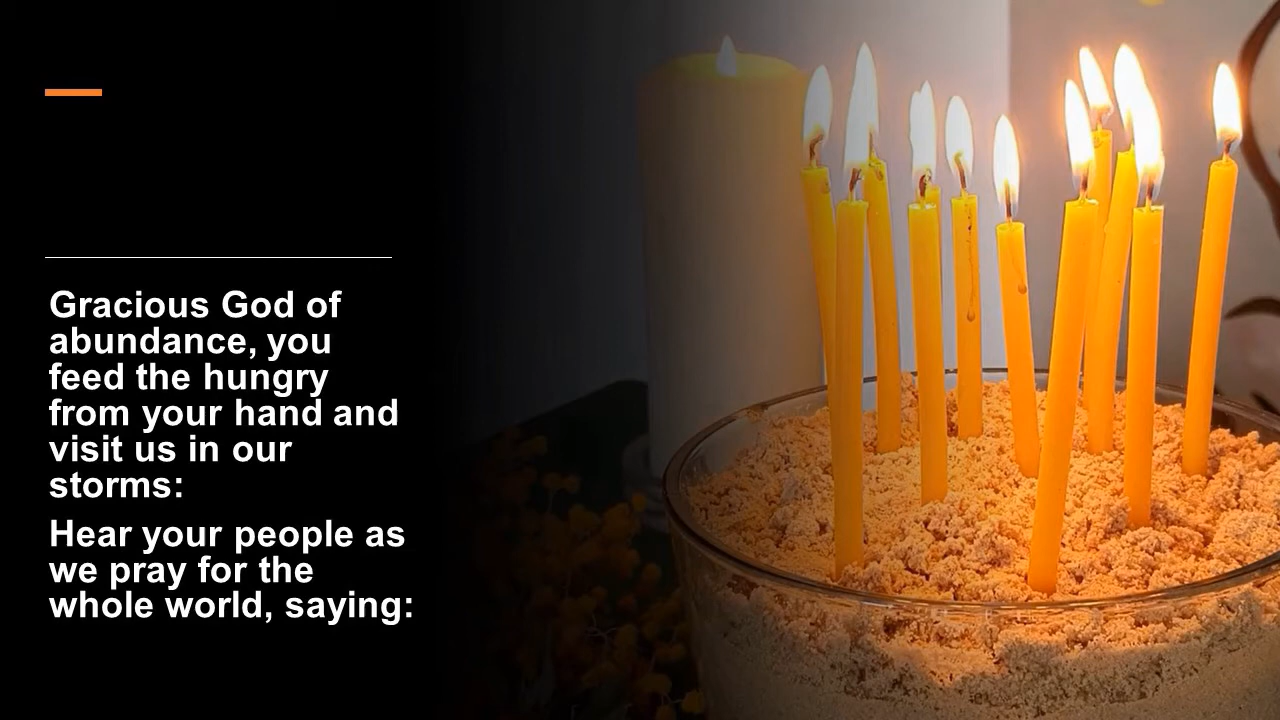 Gracious God of
abundance, you
feed the hungry
from your hand and
visit us in our
storms:
Hear your people as
we pray for the
whole world, saying: